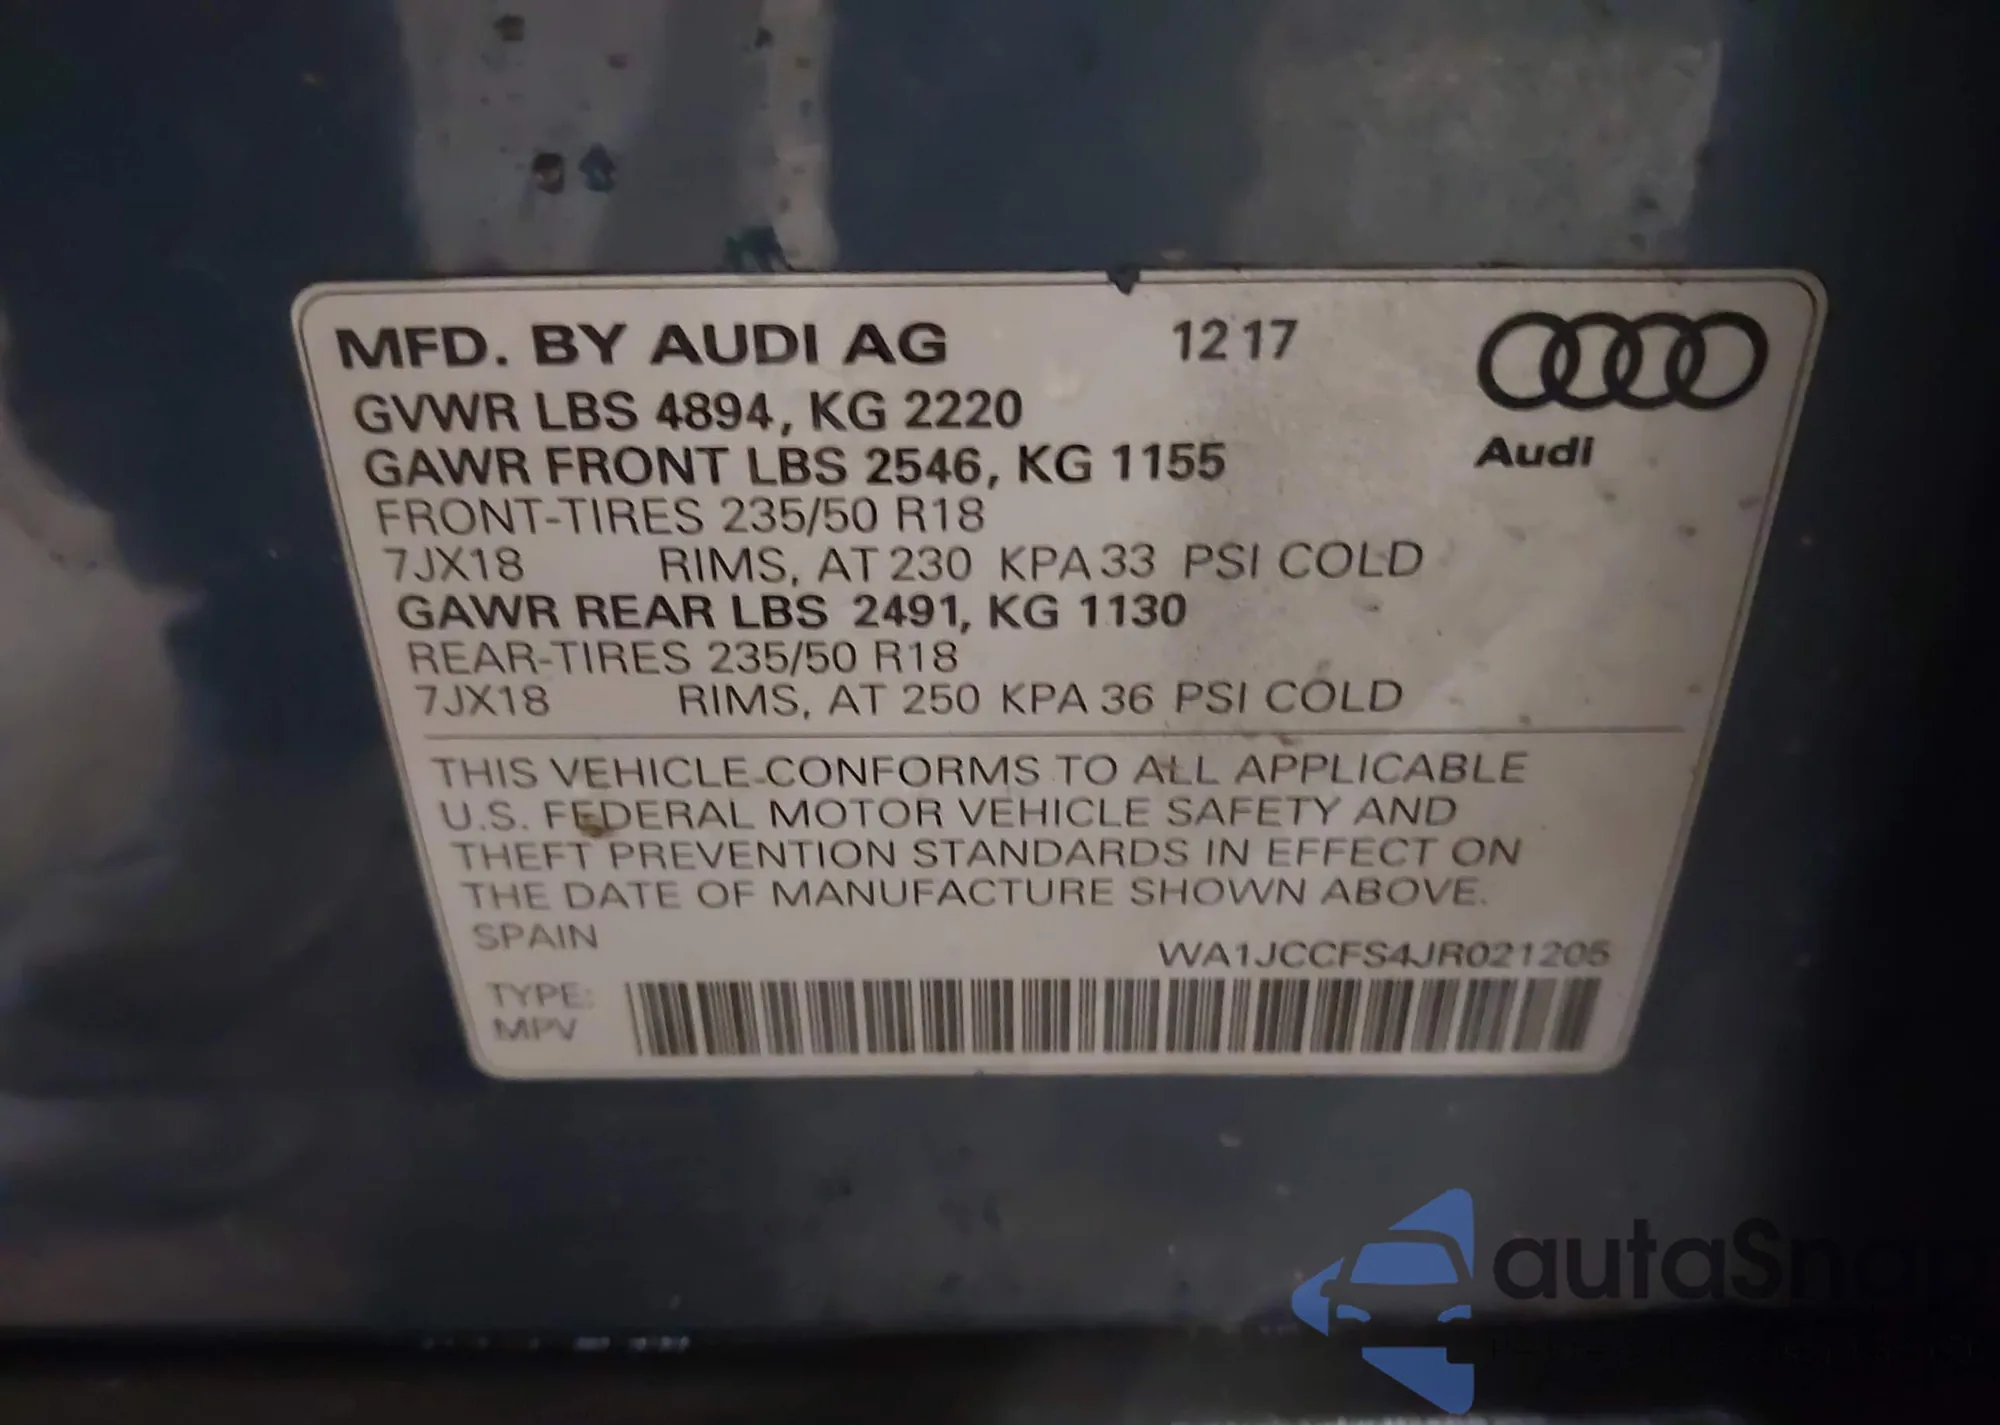 MFD. BY AUDI AG 12 17
GVWR LBS 4894, KG 2220
GAWR FRONT LBS 2546, KG 1155
Audi
FRONT-TIRES 235/50 R18
7JX18 RIMS, AT 230 KPA 33 PSI COLD
GAWR REAR LBS 2491, KG 1130
REAR-TIRES 235/50 R18
7JX18 RIMS, AT 250 KPA 36 PSI COLD
THIS VEHICLE CONFORMS TO ALL APPLICABLE
U.S. FEDERAL MOTOR VEHICLE SAFETY AND
THEFT PREVENTION STANDARDS IN EFFECT ON
THE DATE OF MANUFACTURE SHOWN ABOVE.
SPAIN
WA1JCCFS4JR021205
TYPE:
MPV
autaSnap